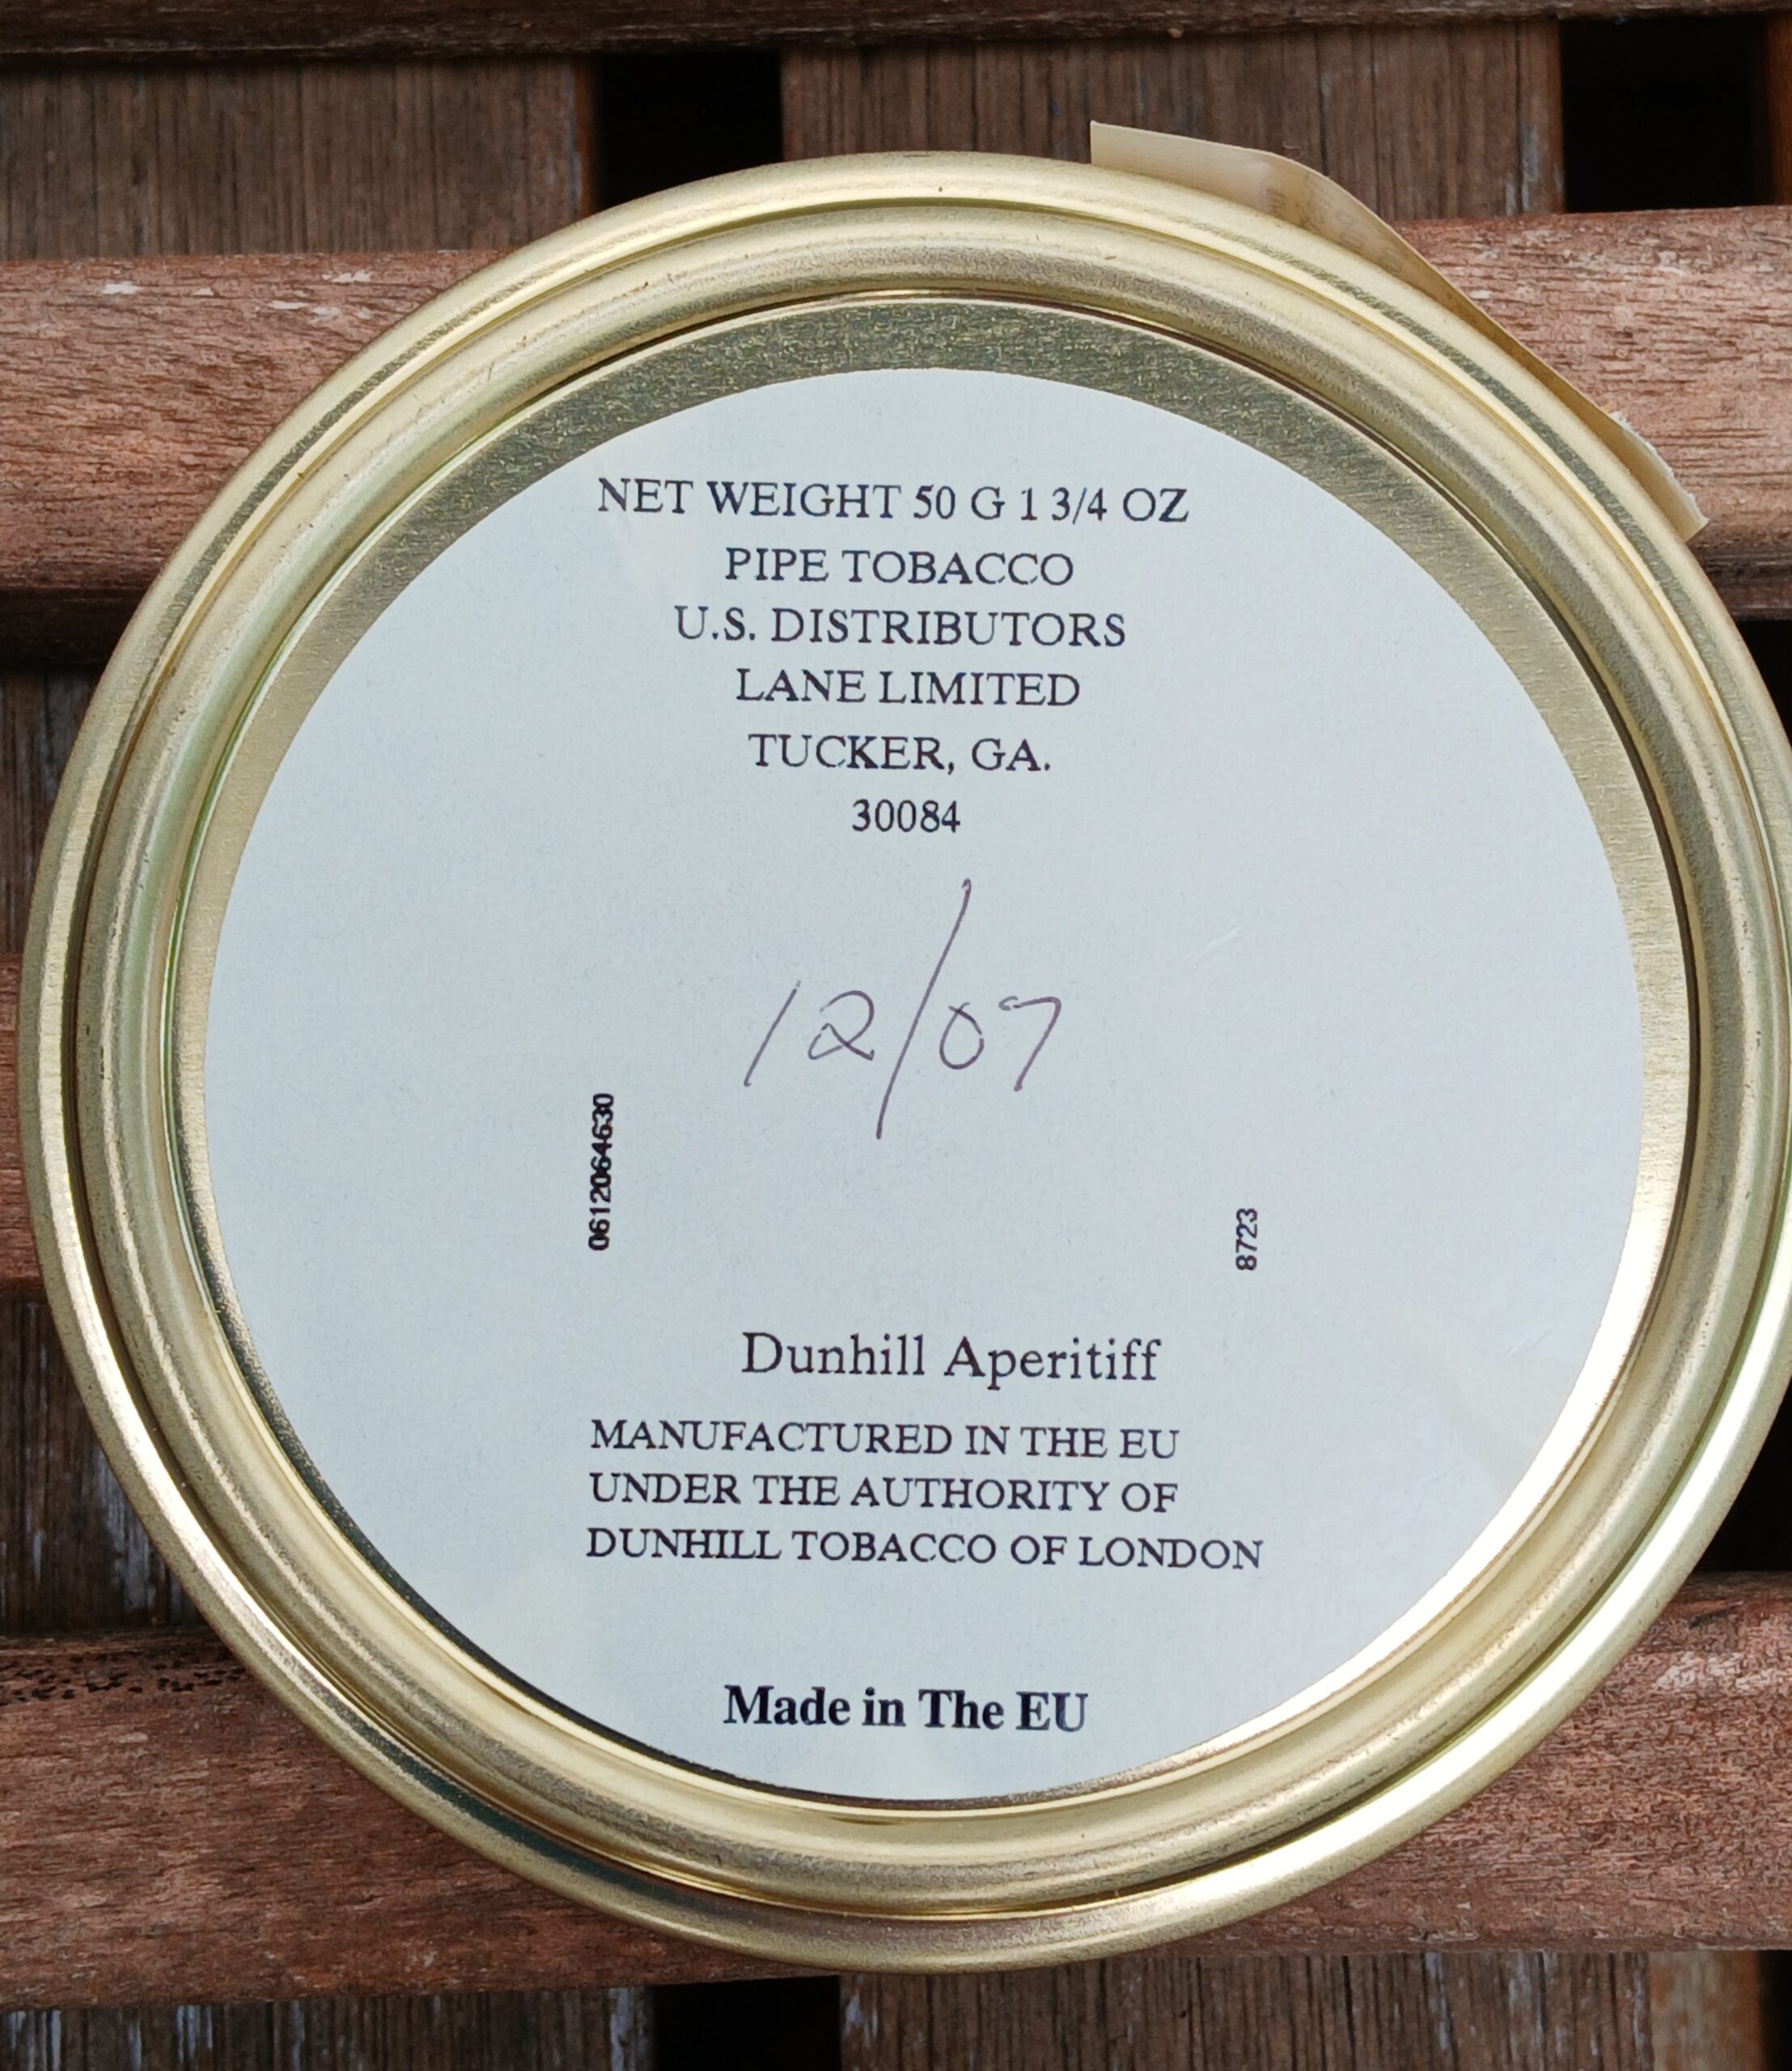 NET WEIGHT 50 G 1 3/4 OZ
PIPE TOBACCO
U.S. DISTRIBUTORS
LANE LIMITED
TUCKER, GA.
30084
12/07
0612064630
8723
Dunhill Aperitiff
MANUFACTURED IN THE EU
UNDER THE AUTHORITY OF
DUNHILL TOBACCO OF LONDON
Made in The EU